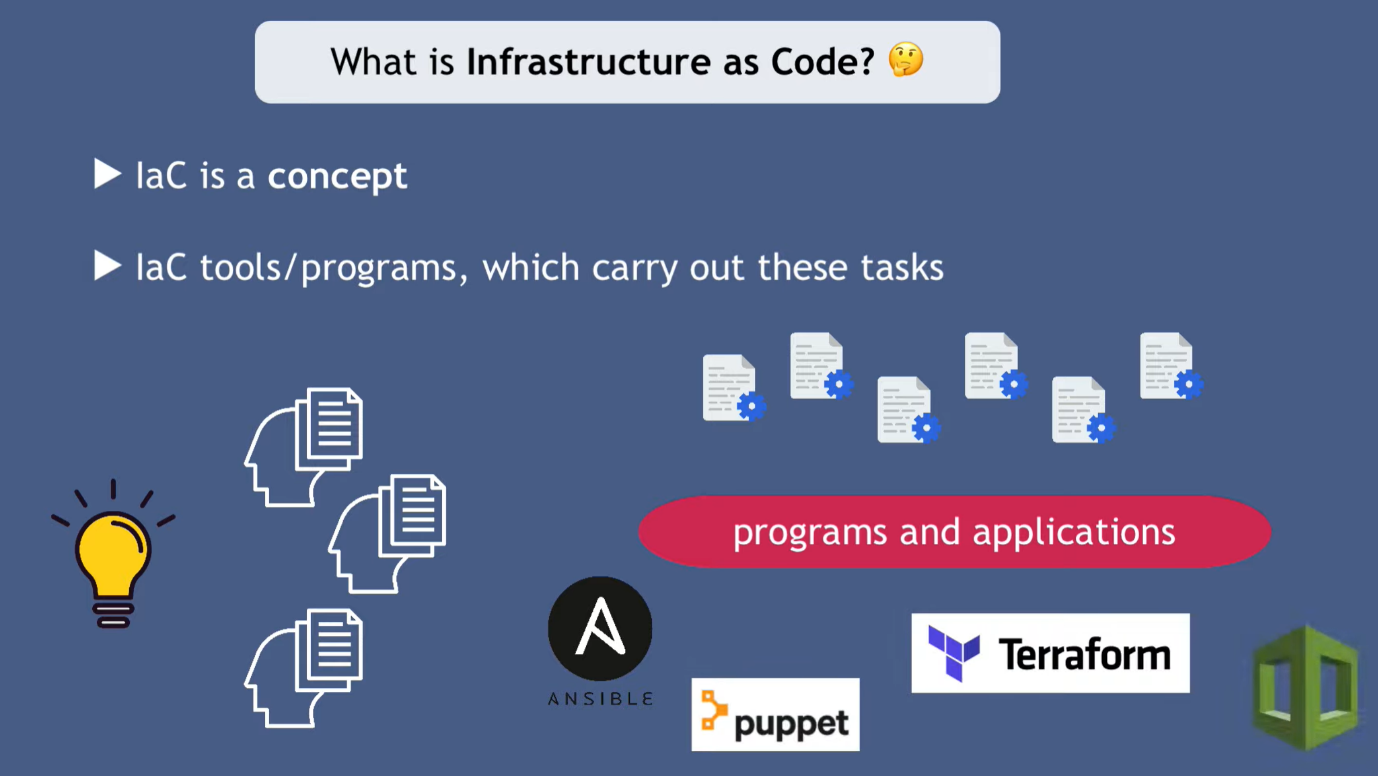 What is Infrastructure as Code? 🤔
IaC is a concept
IaC tools/programs, which carry out these tasks
programs and applications
ANSIBLE
Terraform
puppet